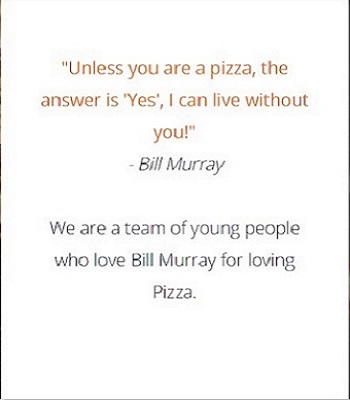 "Unless you are a pizza, the
answer is 'Yes', I can live without
you!"
- Bill Murray
We are a team of young people
who love Bill Murray for loving
Pizza.